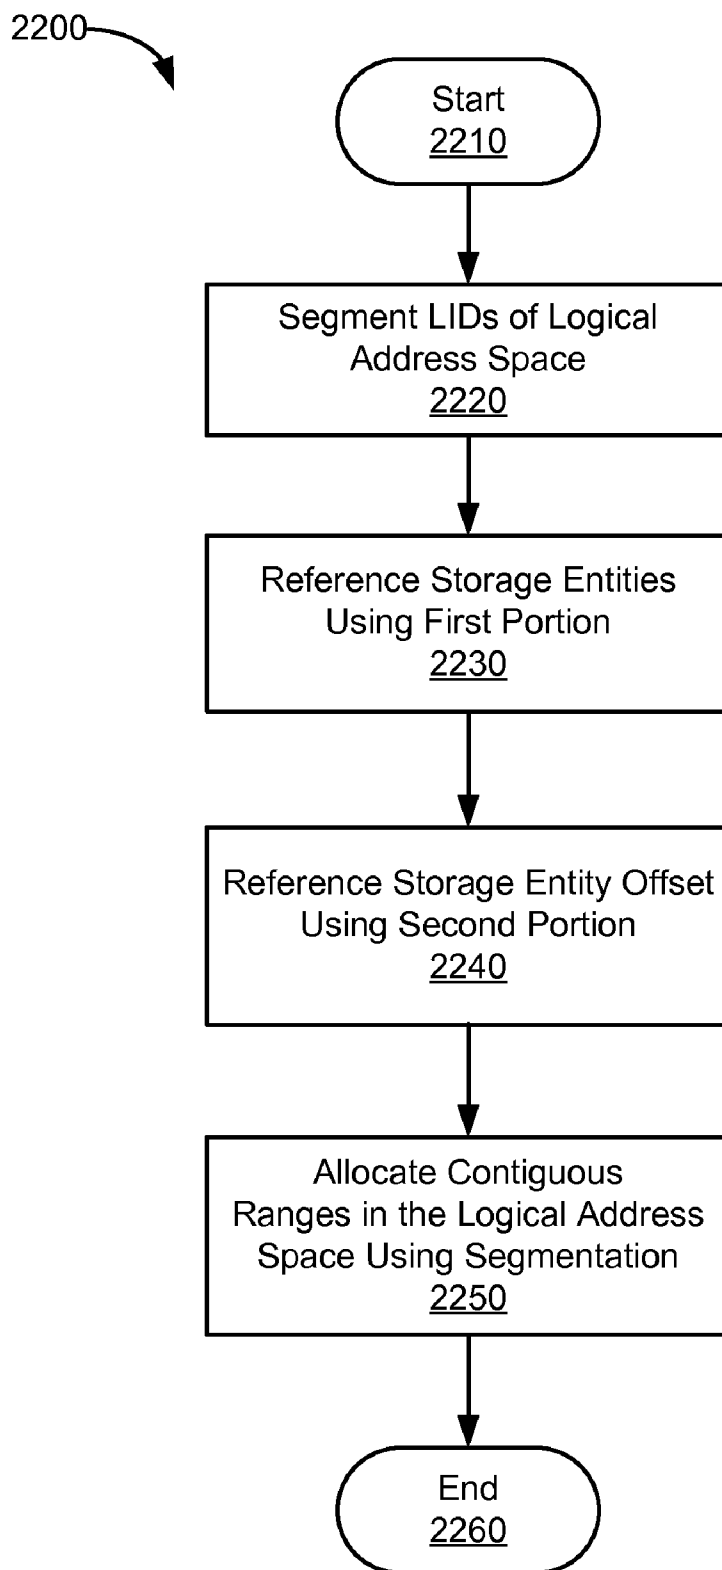 2200
Start
2210
Segment LIDs of Logical
Address Space
2220
Reference Storage Entities
Using First Portion
2230
Reference Storage Entity Offset
Using Second Portion
2240
Allocate Contiguous
Ranges in the Logical Address
Space Using Segmentation
2250
End
2260